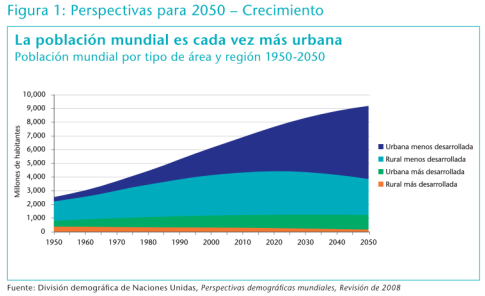 Figura 1: Perspectivas para 2050 – Crecimiento
La población mundial es cada vez más urbana
Población mundial por tipo de área y región 1950-2050
Millones de habitantes
10,000
9,000
8,000
7,000
6,000
5,000
4,000
3,000
2,000
1,000
0
1950 1960 1970 1980 1990 2000 2010 2020 2030 2040 2050
Urbana menos desarrollada
Rural menos desarrollada
Urbana más desarrollada
Rural más desarrollada
Fuente: División demográfica de Naciones Unidas, Perspectivas demográficas mundiales, Revisión de 2008